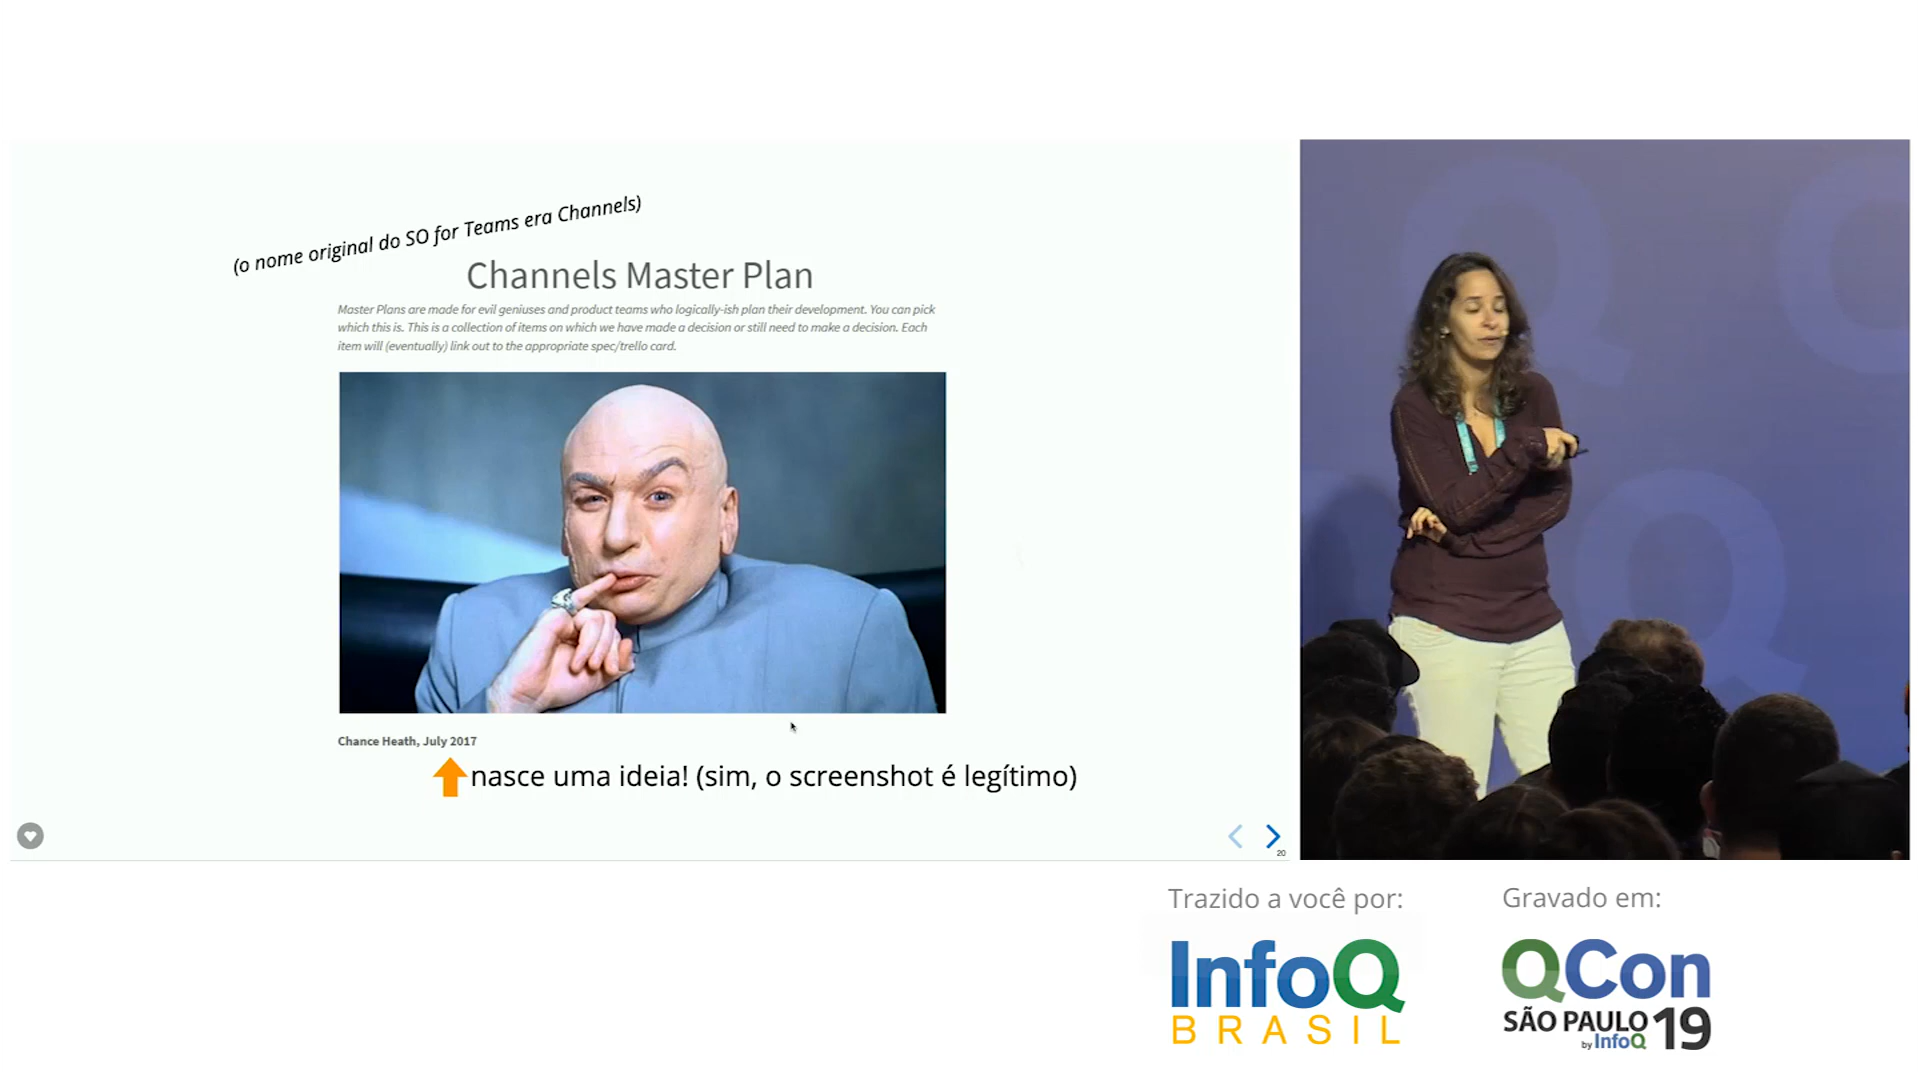 (o nome original do SO for Teams era Channels)
Channels Master Plan
Master Plans are made for evil geniuses and product teams who logically-ish plan their development. You can pick
which this is. This is a collection of items on which we have made a decision or still need to make a decision. Each
item will (eventually) link out to the appropriate spec/trello card.
Chance Heath, July 2017
nasce uma ideia! (sim, o screenshot é legítimo)
20
Trazido a você por:
InfoQ
BRASIL
Gravado em:
QCon
SÃO PAULO 19
by InfoQ